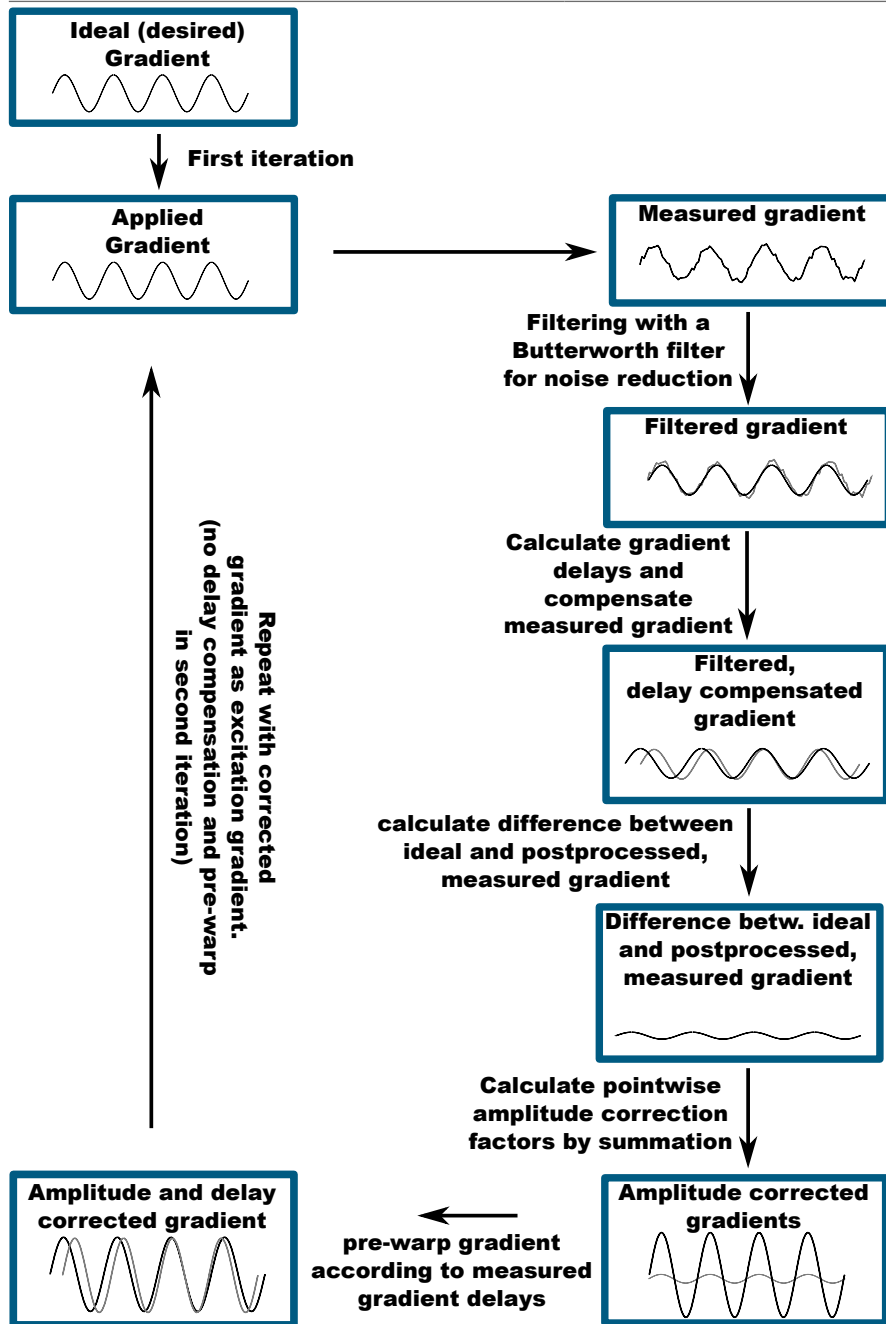 Ideal (desired)
Gradient
First iteration
Applied
Gradient
Measured gradient
Filtering with a
Butterworth filter
for noise reduction
Filtered gradient
Calculate gradient
delays and
compensate
measured gradient
Filtered,
delay compensated
gradient
calculate difference between
ideal and postprocessed,
measured gradient
Difference betw. ideal
and postprocessed,
measured gradient
Calculate pointwise
amplitude correction
factors by summation
Amplitude corrected
gradients
pre-warp gradient
according to measured
gradient delays
Amplitude and delay
corrected gradient
Repeat with corrected
gradient as excitation gradient.
(no delay compensation and pre-warp
in second iteration)